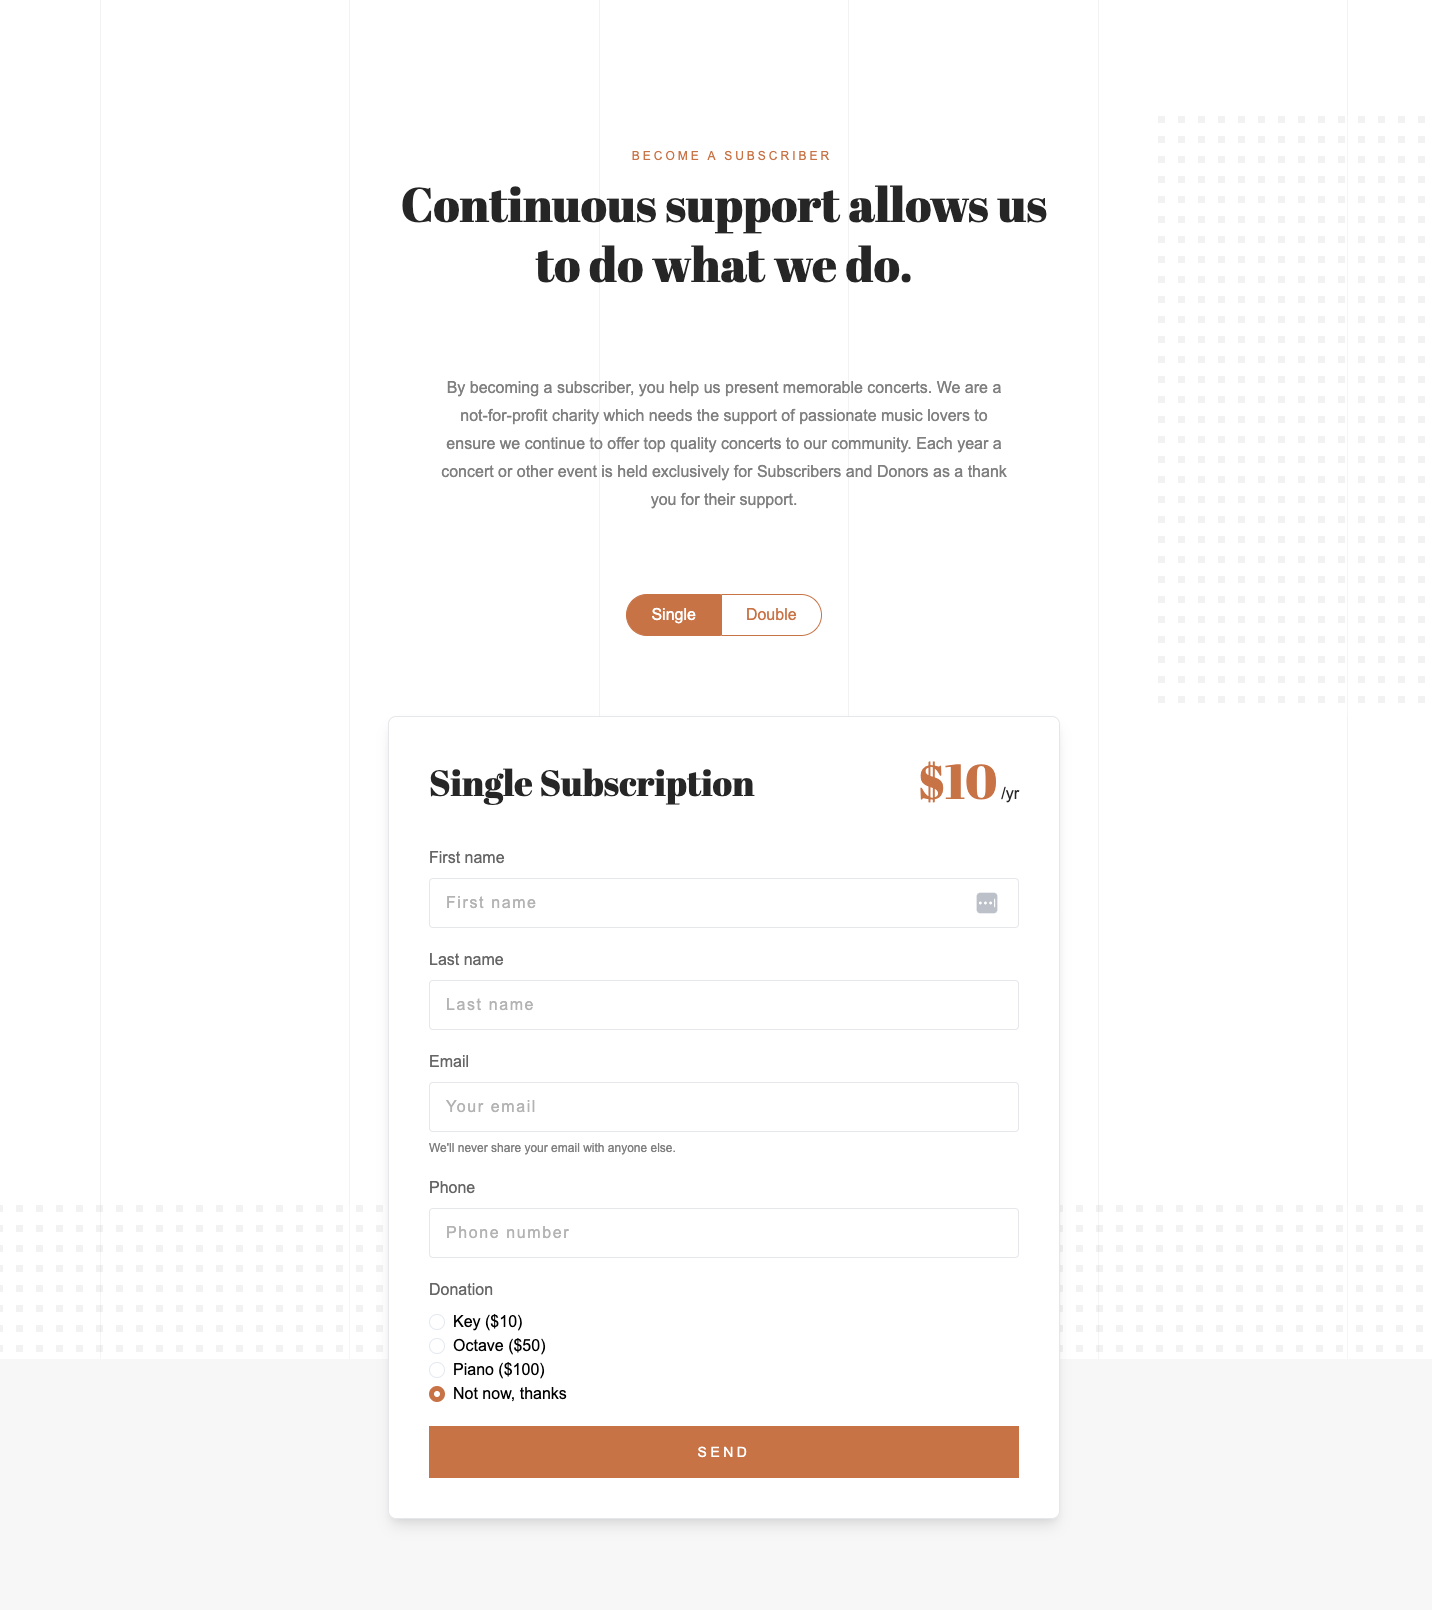 BECOME A SUBSCRIBER
Continuous support allows us
to do what we do.
By becoming a subscriber, you help us present memorable concerts. We are a
not-for-profit charity which needs the support of passionate music lovers to
ensure we continue to offer top quality concerts to our community. Each year a
concert or other event is held exclusively for Subscribers and Donors as a thank
you for their support.
Single Double
Single Subscription $10 /yr
First name
First name
Last name
Last name
Email
Your email
We'll never share your email with anyone else.
Phone
Phone number
Donation
Key ($10)
Octave ($50)
Piano ($100)
Not now, thanks
SEND